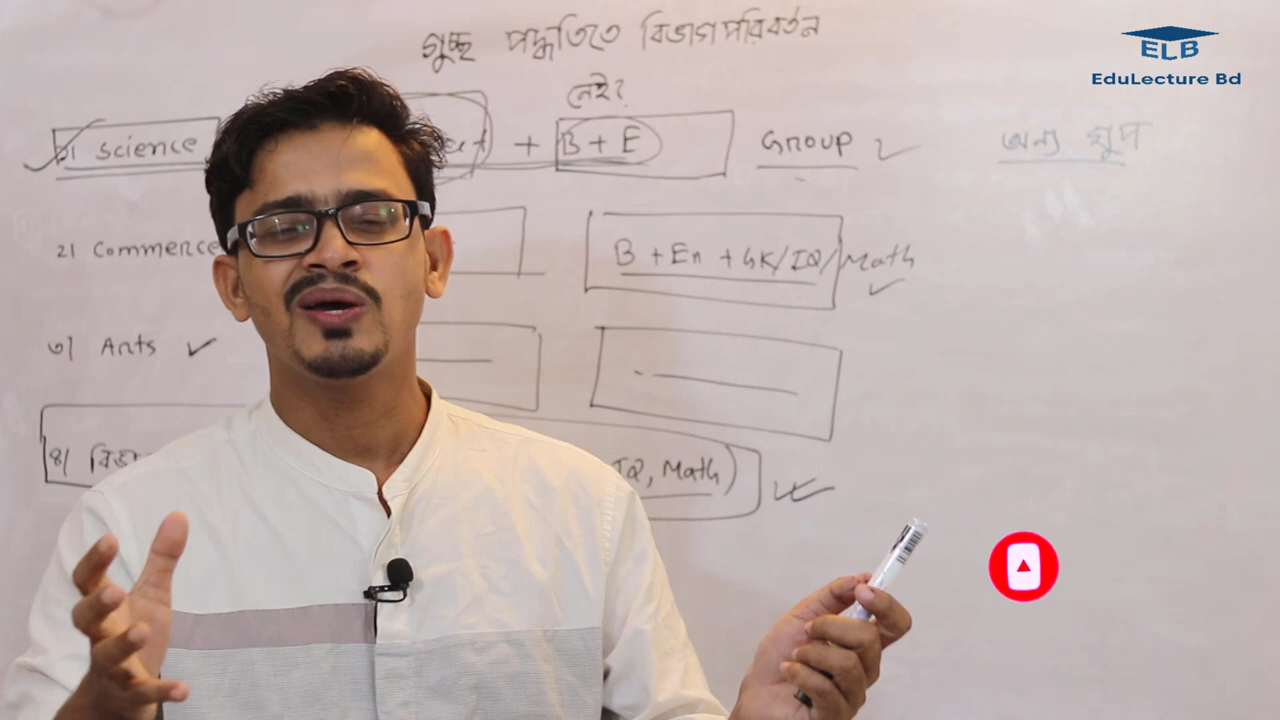 গুচ্ছ পদ্ধতিতে বিভাগ পরিবর্তন
নেই?
ELB
EduLecture Bd
১। Science + B + E Group
অন্য গ্রুপ
২। Commerce B + En + GK/IQ/Math
৩। Arts
৪। IQ, Math)